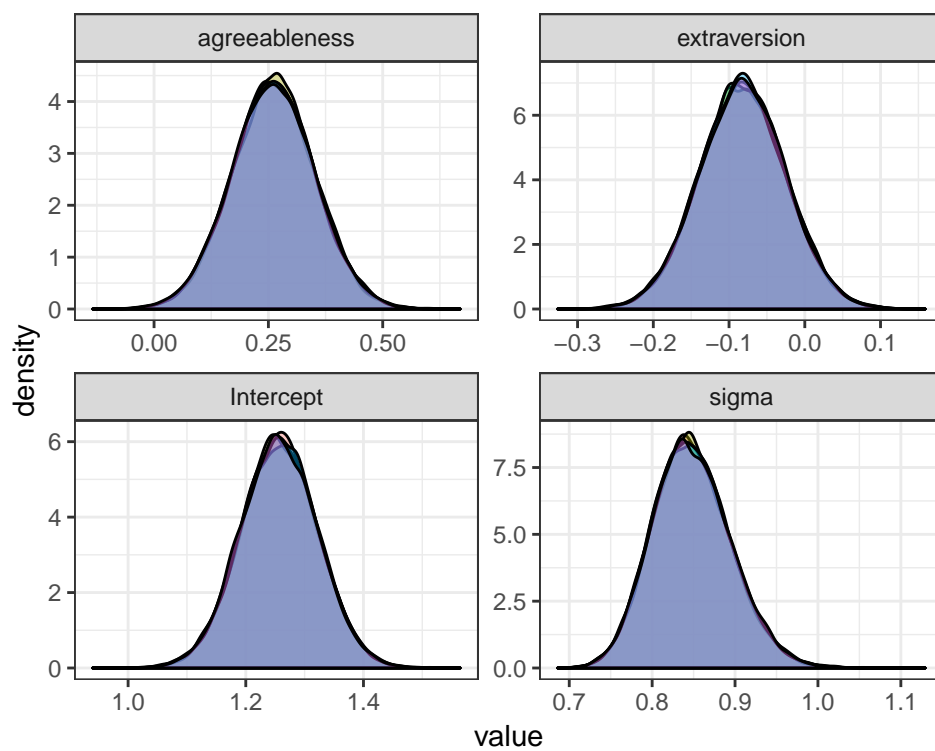 agreeableness
extraversion
4
3
2
1
0
6
4
2
0
0.00 0.25 0.50
−0.3 −0.2 −0.1 0.0 0.1
density
Intercept
sigma
6
4
2
0
7.5
5.0
2.5
0.0
1.0 1.2 1.4
0.7 0.8 0.9 1.0 1.1
value